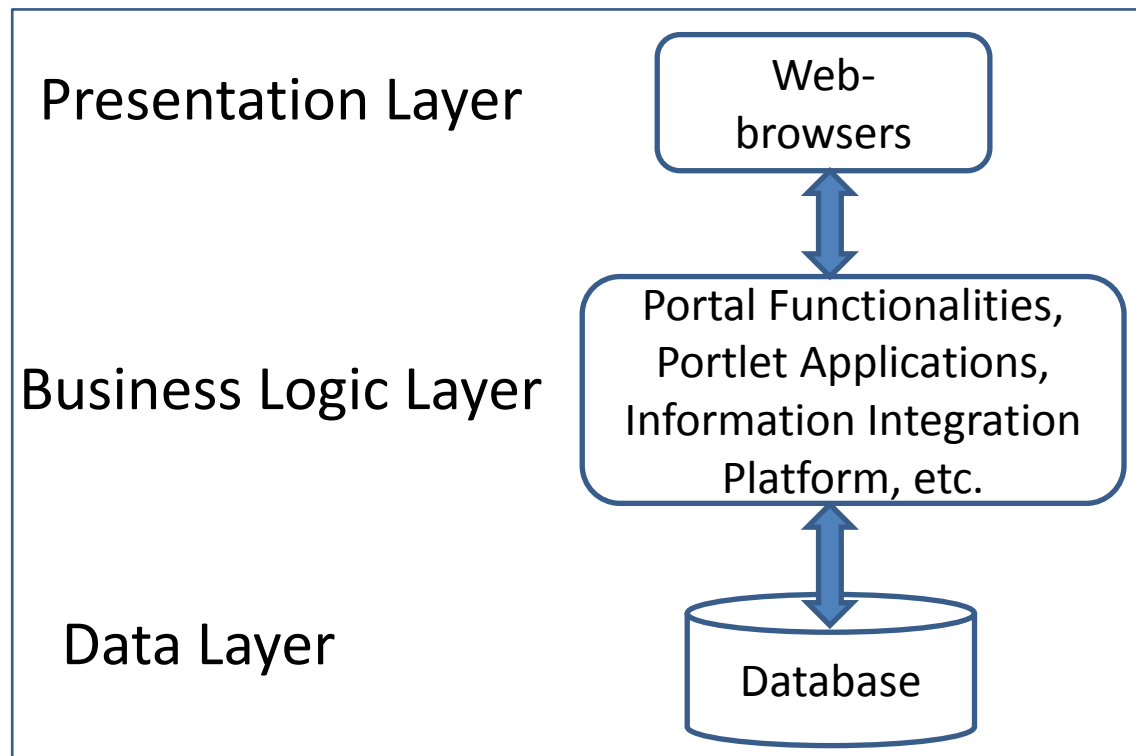 Presentation Layer
Web-
browsers
Business Logic Layer
Portal Functionalities,
Portlet Applications,
Information Integration
Platform, etc.
Data Layer
Database